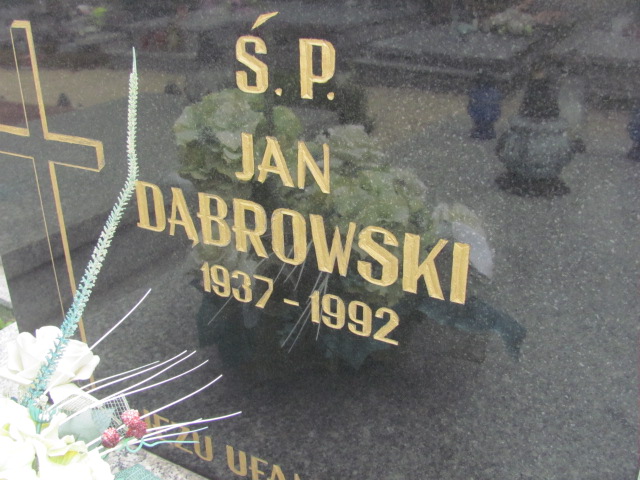 Ś.P.
JAN
DĄBROWSKI
1937-1992